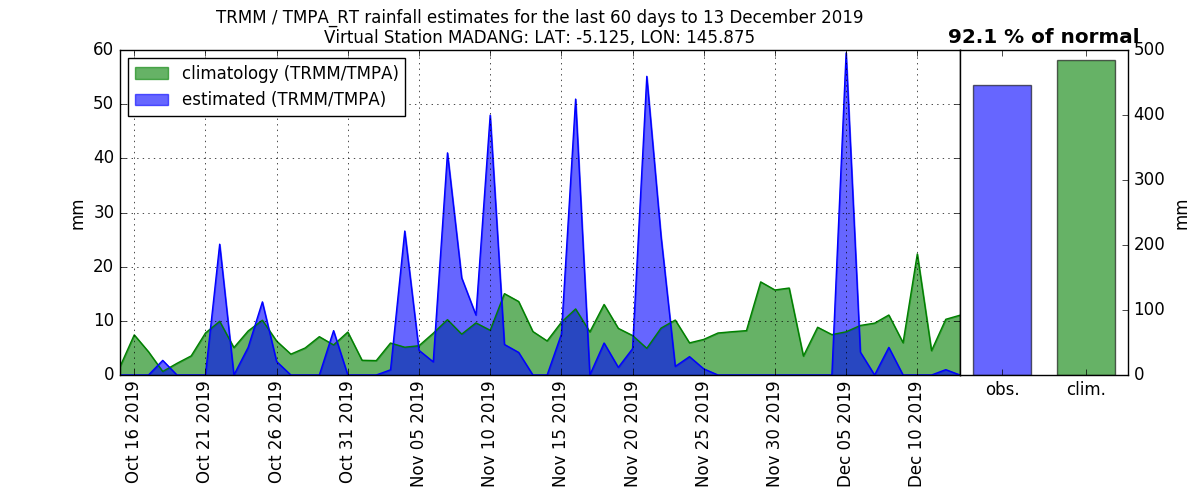 TRMM / TMPA_RT rainfall estimates for the last 60 days to 13 December 2019
Virtual Station MADANG: LAT: -5.125, LON: 145.875
92.1 % of normal
climatology (TRMM/TMPA)
estimated (TRMM/TMPA)
60
50
40
30
20
10
0
mm
Oct 16 2019
Oct 21 2019
Oct 26 2019
Oct 31 2019
Nov 05 2019
Nov 10 2019
Nov 15 2019
Nov 20 2019
Nov 25 2019
Nov 30 2019
Dec 05 2019
Dec 10 2019
obs.
clim.
500
400
300
200
100
0
mm